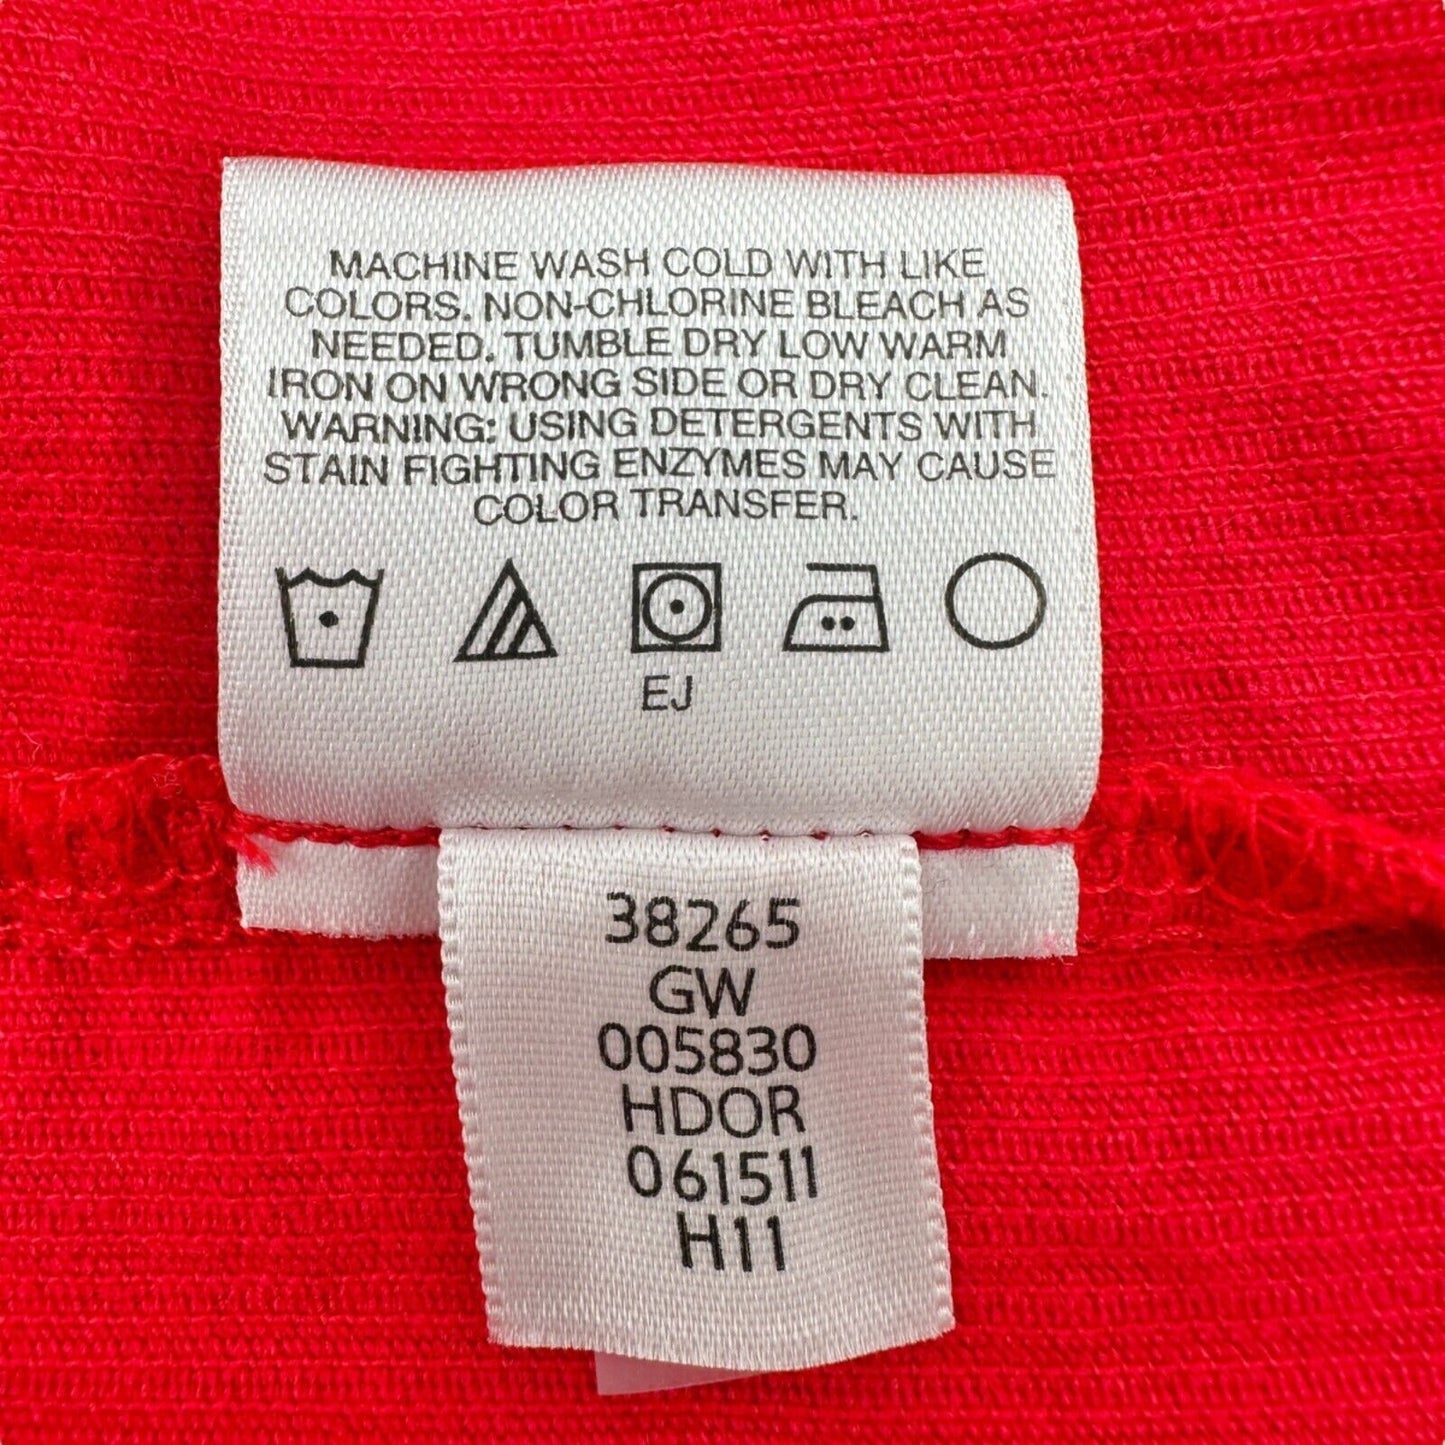 MACHINE WASH COLD WITH LIKE
COLORS. NON-CHLORINE BLEACH AS
NEEDED. TUMBLE DRY LOW WARM
IRON ON WRONG SIDE OR DRY CLEAN.
WARNING: USING DETERGENTS WITH
STAIN FIGHTING ENZYMES MAY CAUSE
COLOR TRANSFER.
EJ
38265
GW
005830
HDOR
061511
H11